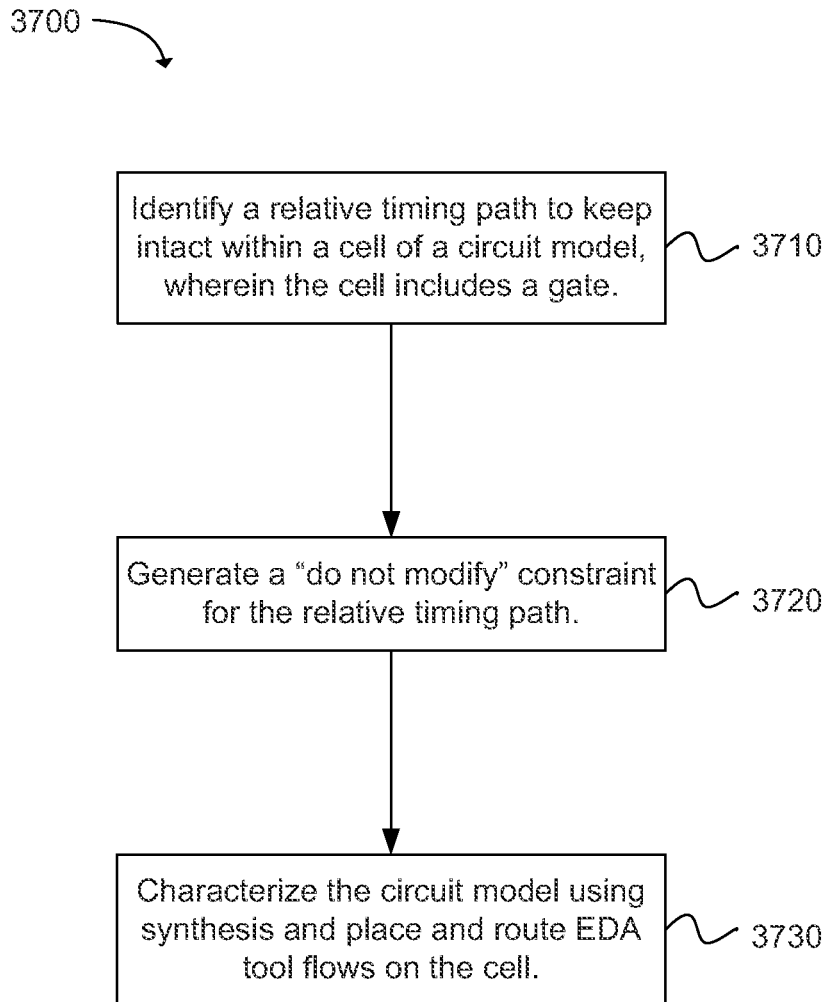 3700
Identify a relative timing path to keep
intact within a cell of a circuit model,
wherein the cell includes a gate.
3710
Generate a “do not modify” constraint
for the relative timing path.
3720
Characterize the circuit model using
synthesis and place and route EDA
tool flows on the cell.
3730